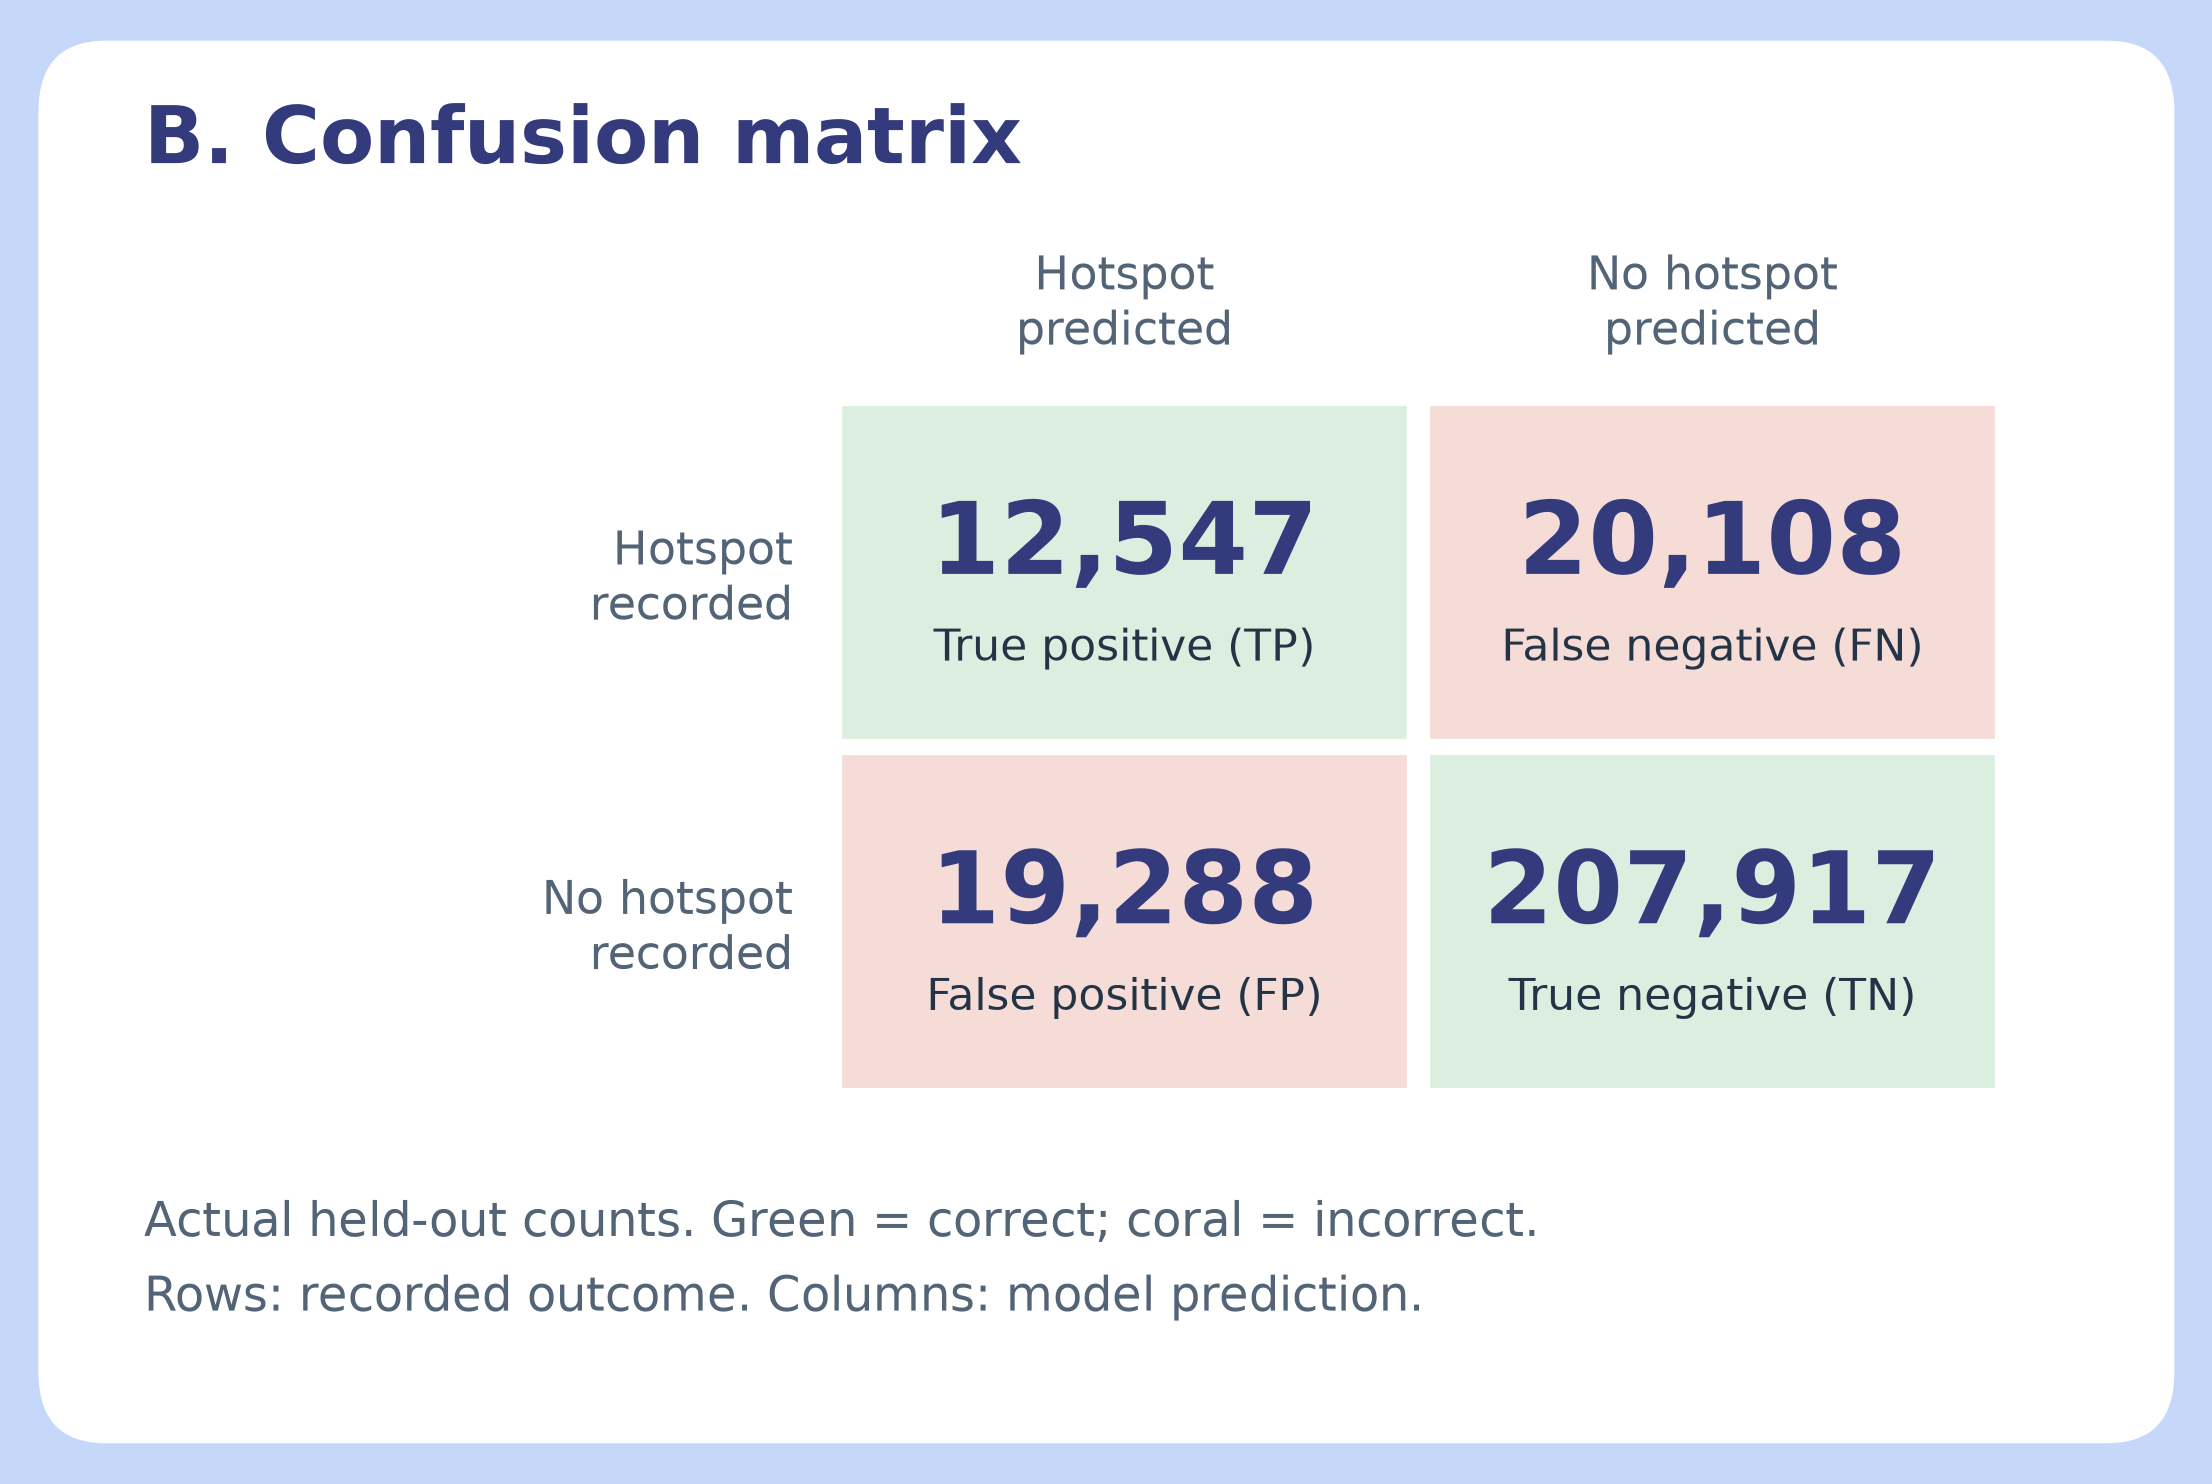 B. Confusion matrix
Hotspot
predicted
No hotspot
predicted
Hotspot
recorded
12,547
True positive (TP)
20,108
False negative (FN)
No hotspot
recorded
19,288
False positive (FP)
207,917
True negative (TN)
Actual held-out counts. Green = correct; coral = incorrect.
Rows: recorded outcome. Columns: model prediction.